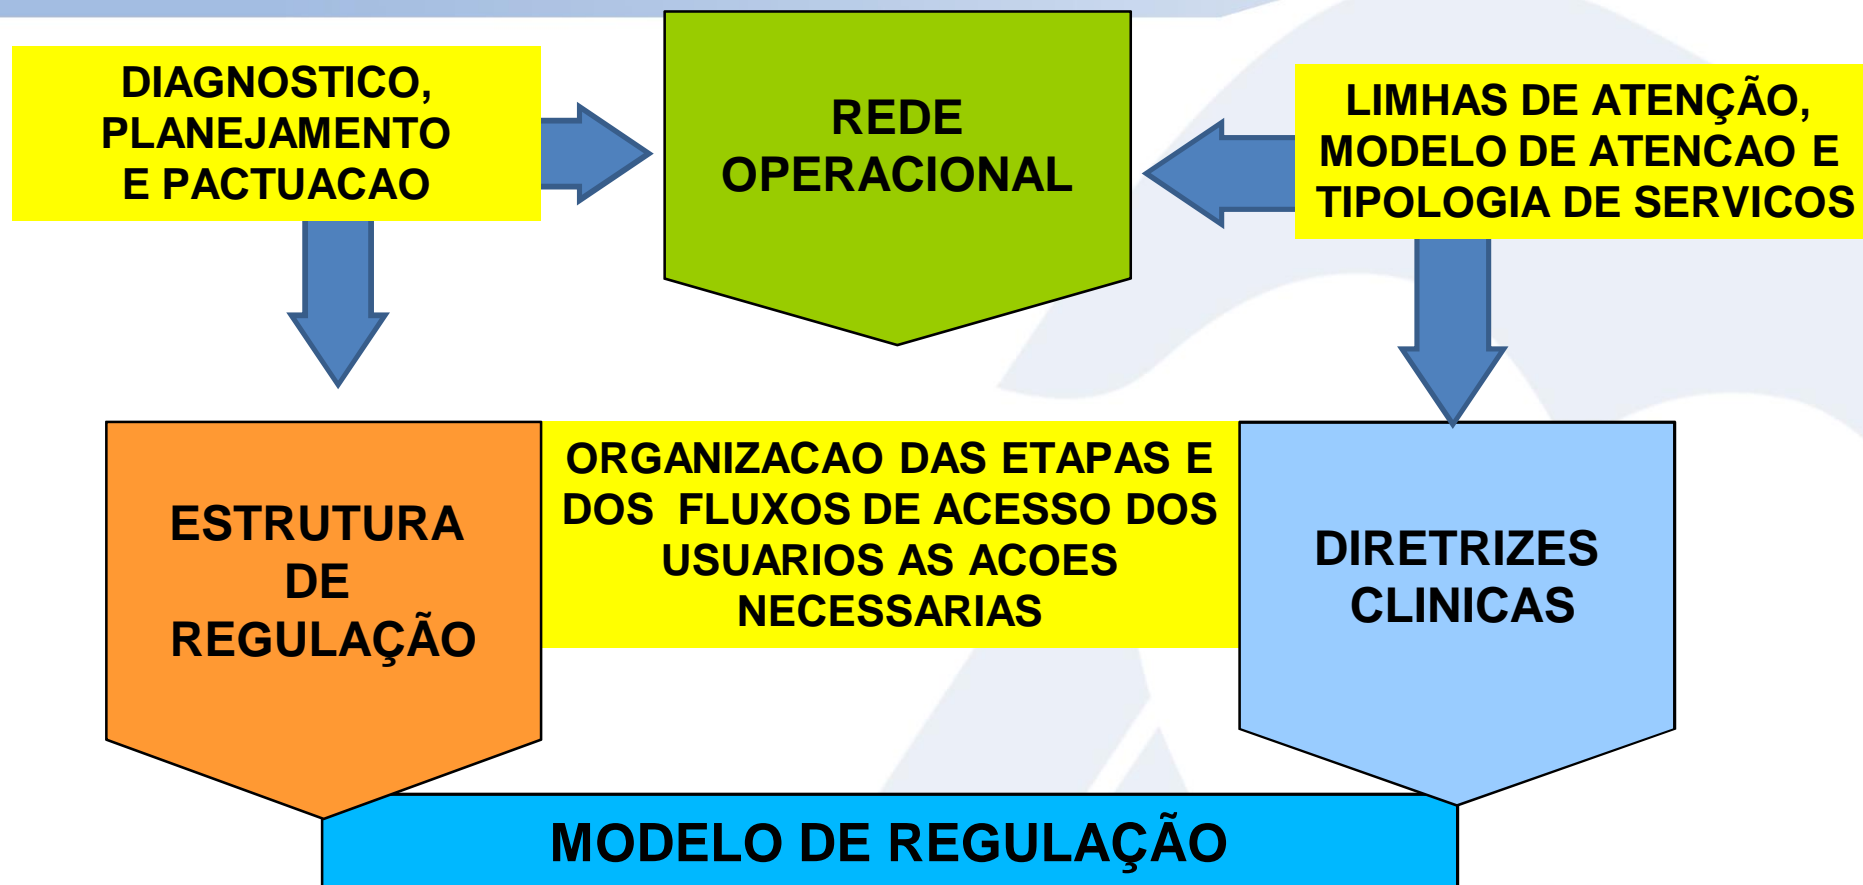 DIAGNOSTICO,
PLANEJAMENTO
E PACTUACAO
REDE
OPERACIONAL
LIMHAS DE ATENÇÃO,
MODELO DE ATENCAO E
TIPOLOGIA DE SERVICOS
ESTRUTURA
DE
REGULAÇÃO
ORGANIZACAO DAS ETAPAS E
DOS FLUXOS DE ACESSO DOS
USUARIOS AS ACOES
NECESSARIAS
DIRETRIZES
CLINICAS
MODELO DE REGULAÇÃO